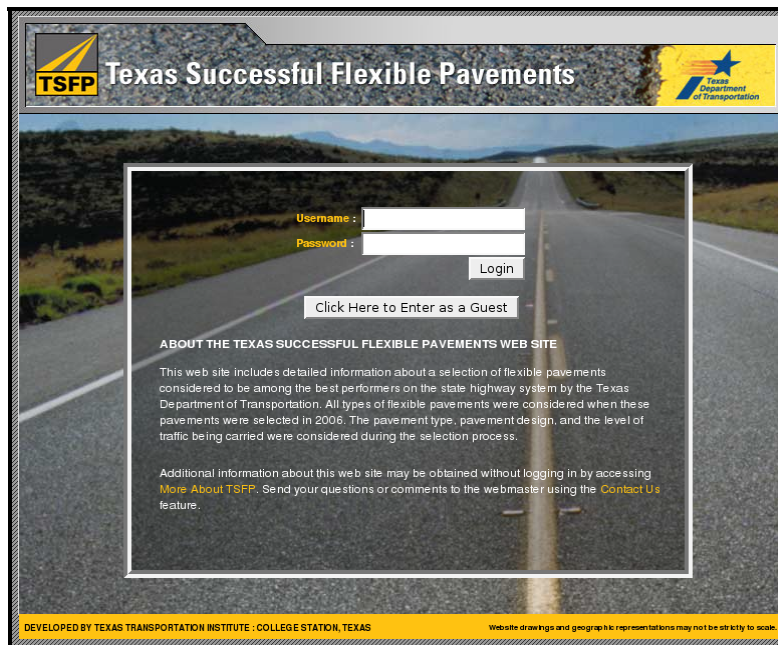 TSFP
Texas Successful Flexible Pavements
Texas
Department
of Transportation
Username :
Password :
Login
Click Here to Enter as a Guest
ABOUT THE TEXAS SUCCESSFUL FLEXIBLE PAVEMENTS WEB SITE
This web site includes detailed information about a selection of flexible pavements
considered to be among the best performers on the state highway system by the Texas
Department of Transportation. All types of flexible pavements were considered when these
pavements were selected in 2006. The pavement type, pavement design, and the level of
traffic being carried were considered during the selection process.
Additional information about this web site may be obtained without logging in by accessing
More About TSFP. Send your questions or comments to the webmaster using the Contact Us
feature.
DEVELOPED BY TEXAS TRANSPORTATION INSTITUTE : COLLEGE STATION, TEXAS
Website drawings and geographic representations may not be strictly to scale.